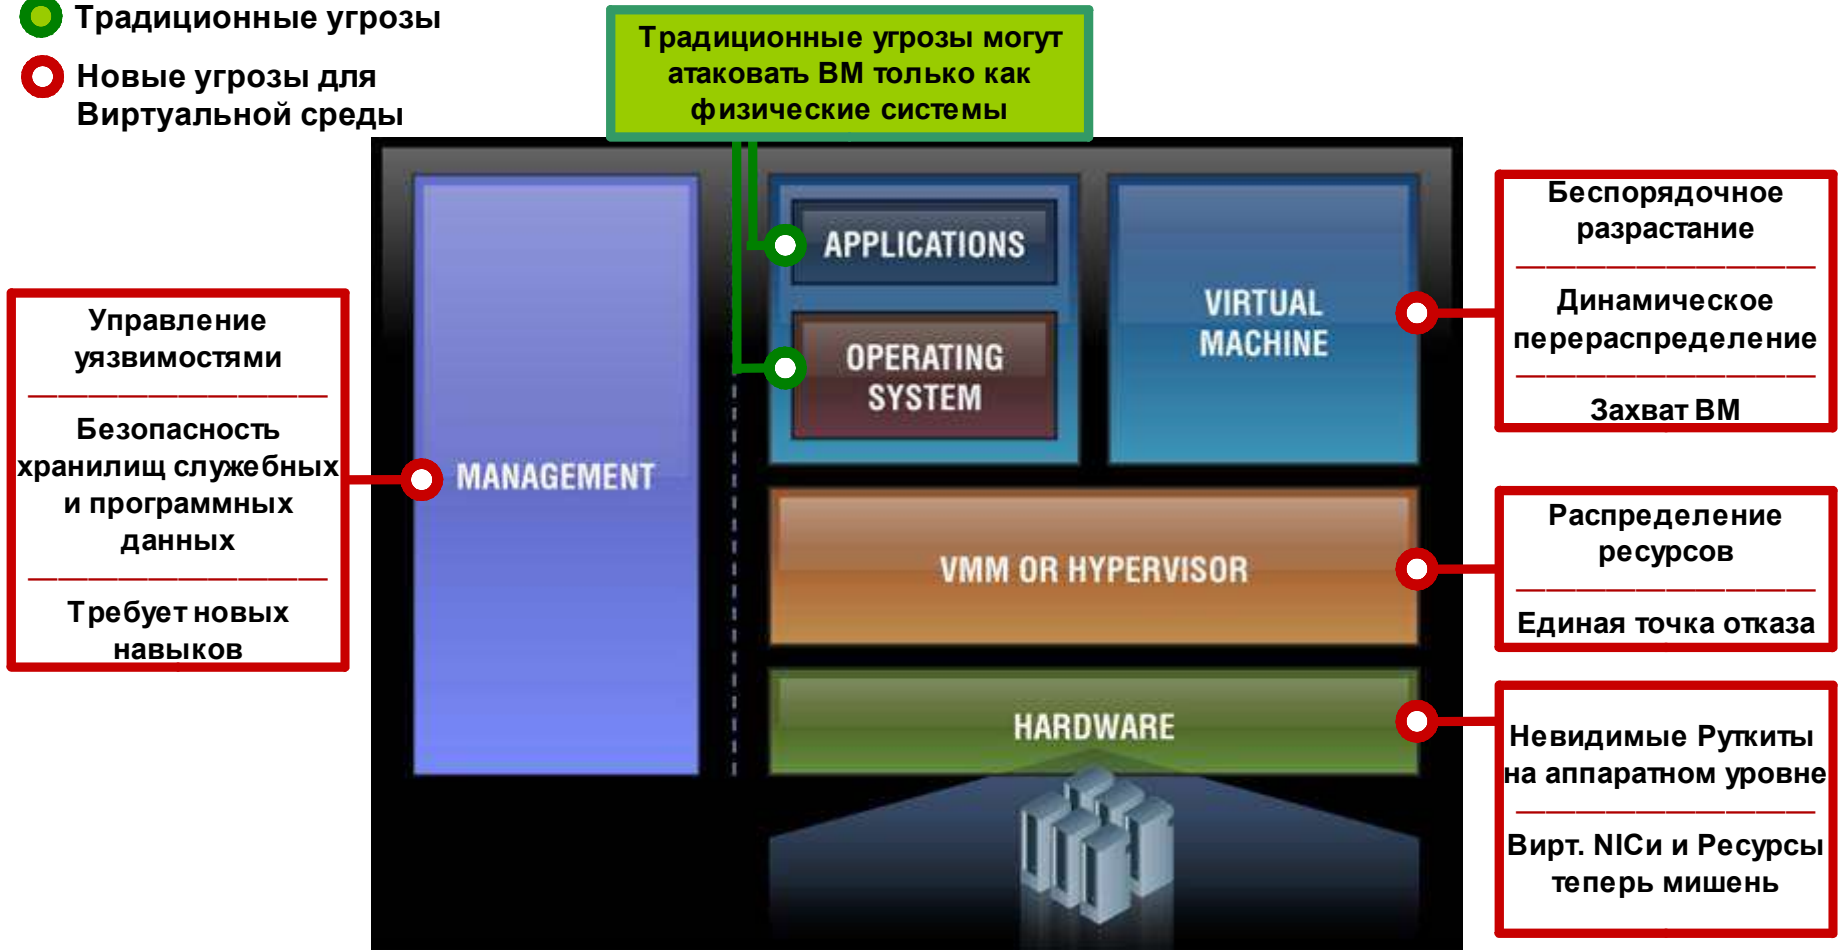 Традиционные угрозы
Новые угрозы для
Виртуальной среды
Традиционные угрозы могут
атаковать ВМ только как
физические системы
Управление
уязвимостями
Безопасность
хранилищ служебных
и программных
данных
Требует новых
навыков
MANAGEMENT
APPLICATIONS
OPERATING
SYSTEM
VIRTUAL
MACHINE
VMM OR HYPERVISOR
HARDWARE
Беспорядочное
разрастание
Динамическое
перераспределение
Захват ВМ
Распределение
ресурсов
Единая точка отказа
Невидимые Руткиты
на аппаратном уровне
Вирт. NICи и Ресурсы
теперь мишень